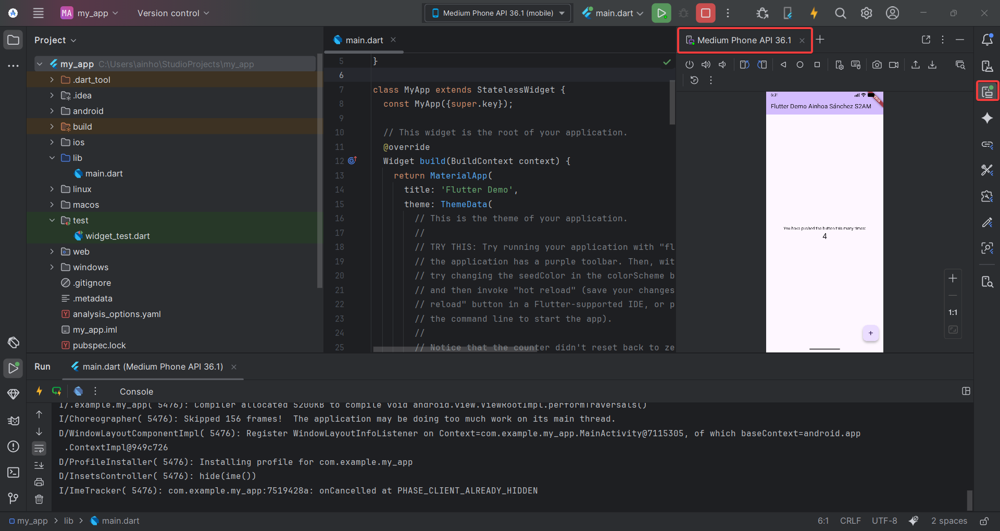 MA my_app
Version control
Medium Phone API 36.1 (mobile)
main.dart
Project
main.dart
Medium Phone API 36.1
my_app C:\Users\ainho\StudioProjects\my_app
.dart_tool
.idea
android
build
ios
lib
main.dart
linux
macos
test
widget_test.dart
web
windows
.gitignore
.metadata
analysis_options.yaml
my_app.iml
pubspec.lock
5 }
6
7 class MyApp extends StatelessWidget {
8 const MyApp({super.key});
9
10 // This widget is the root of your application.
11 @override
12 Widget build(BuildContext context) {
13 return MaterialApp(
14 title: 'Flutter Demo',
15 theme: ThemeData(
16 // This is the theme of your application.
17 //
18 // TRY THIS: Try running your application with "fl
19 // the application has a purple toolbar. Then, wit
20 // try changing the seedColor in the colorScheme b
21 // and then invoke "hot reload" (save your changes
22 // reload" button in a Flutter-supported IDE, or p
23 // the command line to start the app).
24 //
25 // Notice that the counter didn't reset back to ze
6:31
Flutter Demo Ainhoa Sánchez S2AM
You have pushed the button this many times:
4
+
1:1
Run
main.dart (Medium Phone API 36.1)
Console
I/.example.my_app( 5476): Compiler allocated 5200KB to compile void android.view.ViewRootImpl.performTraversals()
I/Choreographer( 5476): Skipped 156 frames!  The application may be doing too much work on its main thread.
D/WindowLayoutComponentImpl( 5476): Register WindowLayoutInfoListener on Context=com.example.my_app.MainActivity@7115305, of which baseContext=android.app
.ContextImpl@949c726
D/ProfileInstaller( 5476): Installing profile for com.example.my_app
D/InsetsController( 5476): hide(ime())
I/ImeTracker( 5476): com.example.my_app:7519428a: onCancelled at PHASE_CLIENT_ALREADY_HIDDEN
my_app > lib > main.dart
6:1 CRLF UTF-8 2 spaces